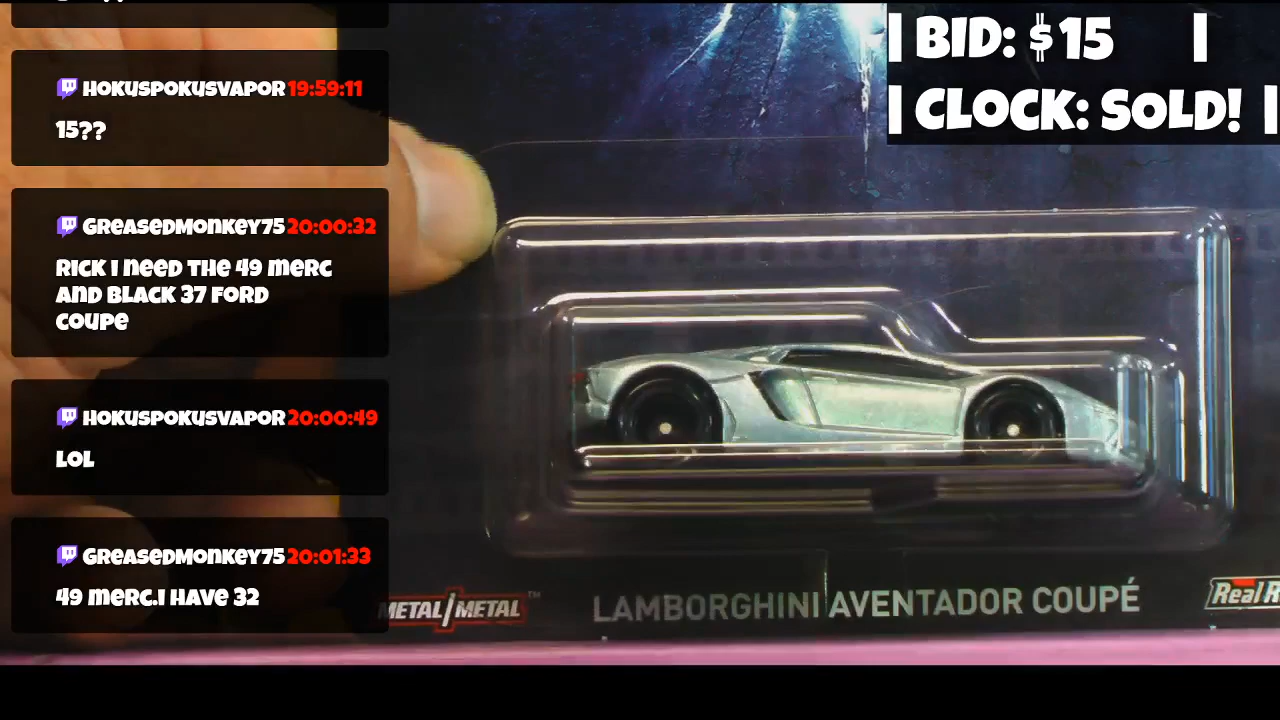 | BID: $15 |
| CLOCK: SOLD! |
HOKUSPOKUSVAPOR 19:59:11
15??
GREASEDMONKEY75 20:00:32
RICK I NEED THE 49 MERC
AND BLACK 37 FORD
COUPE
HOKUSPOKUSVAPOR 20:00:49
LOL
GREASEDMONKEY75 20:01:33
49 MERC.I HAVE 32
METAL/METAL™
LAMBORGHINI AVENTADOR COUPÉ
Real R